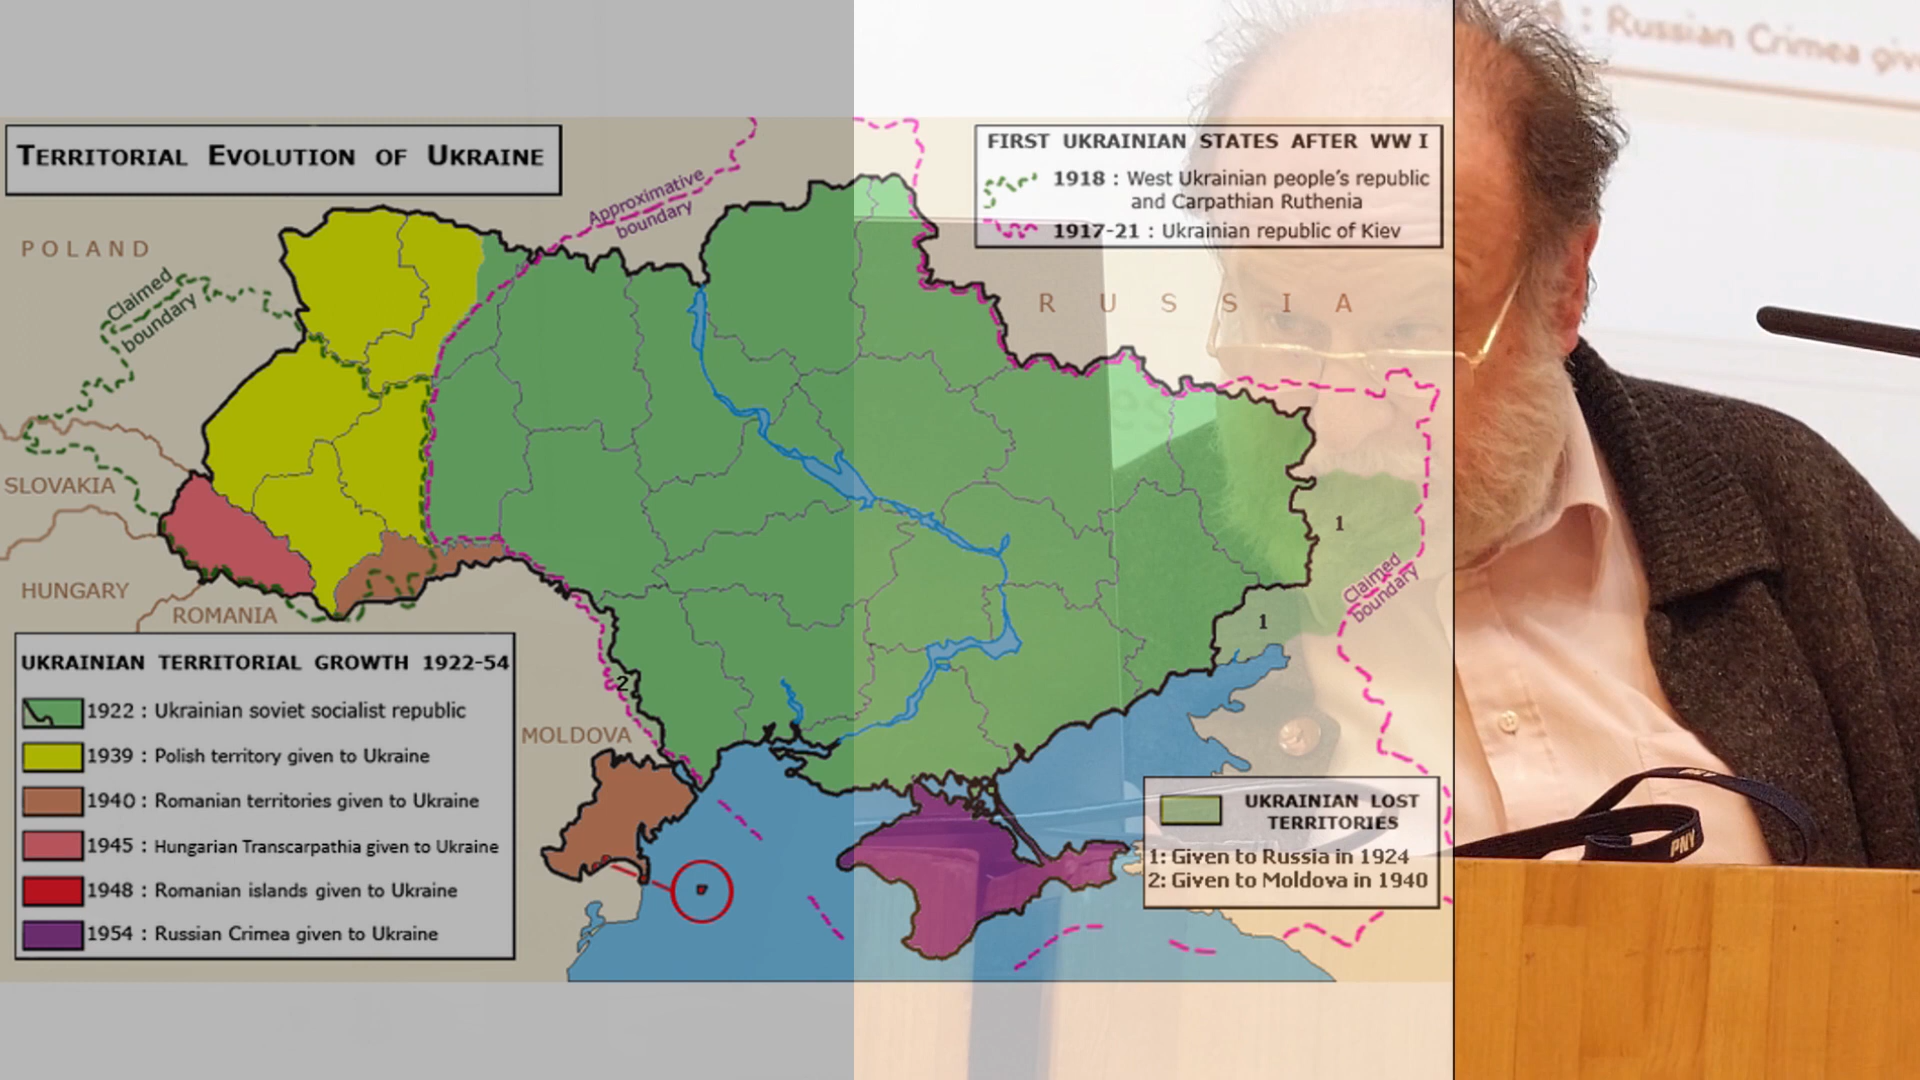 TERRITORIAL EVOLUTION OF UKRAINE
FIRST UKRAINIAN STATES AFTER WW I
1918 : West Ukrainian people's republic
and Carpathian Ruthenia
1917-21 : Ukrainian republic of Kiev
: Russian Crimea giv
Approximative
boundary
POLAND
Claimed
boundary
RUSSIA
es
SLOVAKIA
1
HUNGARY
ROMANIA
Claimed
boundary
1
2
MOLDOVA
UKRAINIAN TERRITORIAL GROWTH 1922-54
1922 : Ukrainian soviet socialist republic
1939 : Polish territory given to Ukraine
1940 : Romanian territories given to Ukraine
1945 : Hungarian Transcarpathia given to Ukraine
1948 : Romanian islands given to Ukraine
1954 : Russian Crimea given to Ukraine
UKRAINIAN LOST
TERRITORIES
1: Given to Russia in 1924
2: Given to Moldova in 1940
PNY